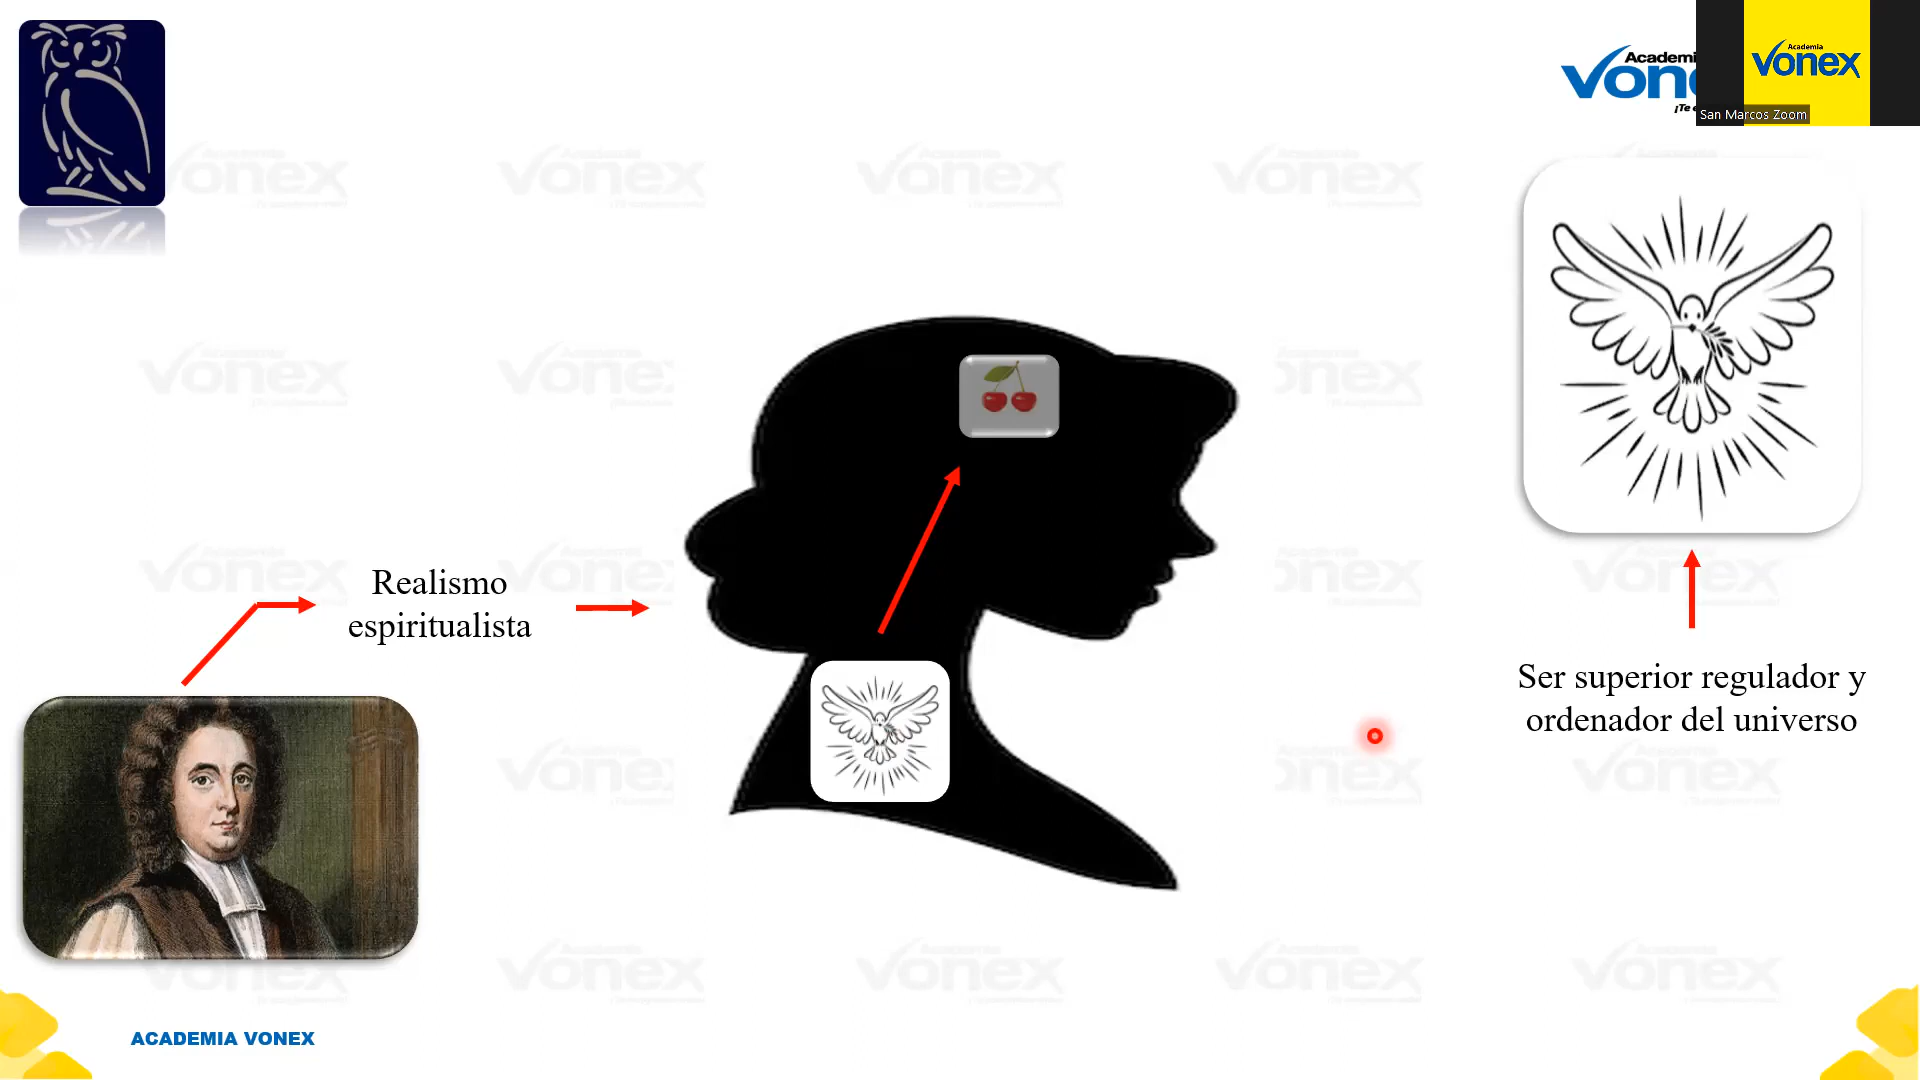 Academia
vonex
San Marcos Zoom
Realismo
espiritualista
Ser superior regulador y
ordenador del universo
ACADEMIA VONEX